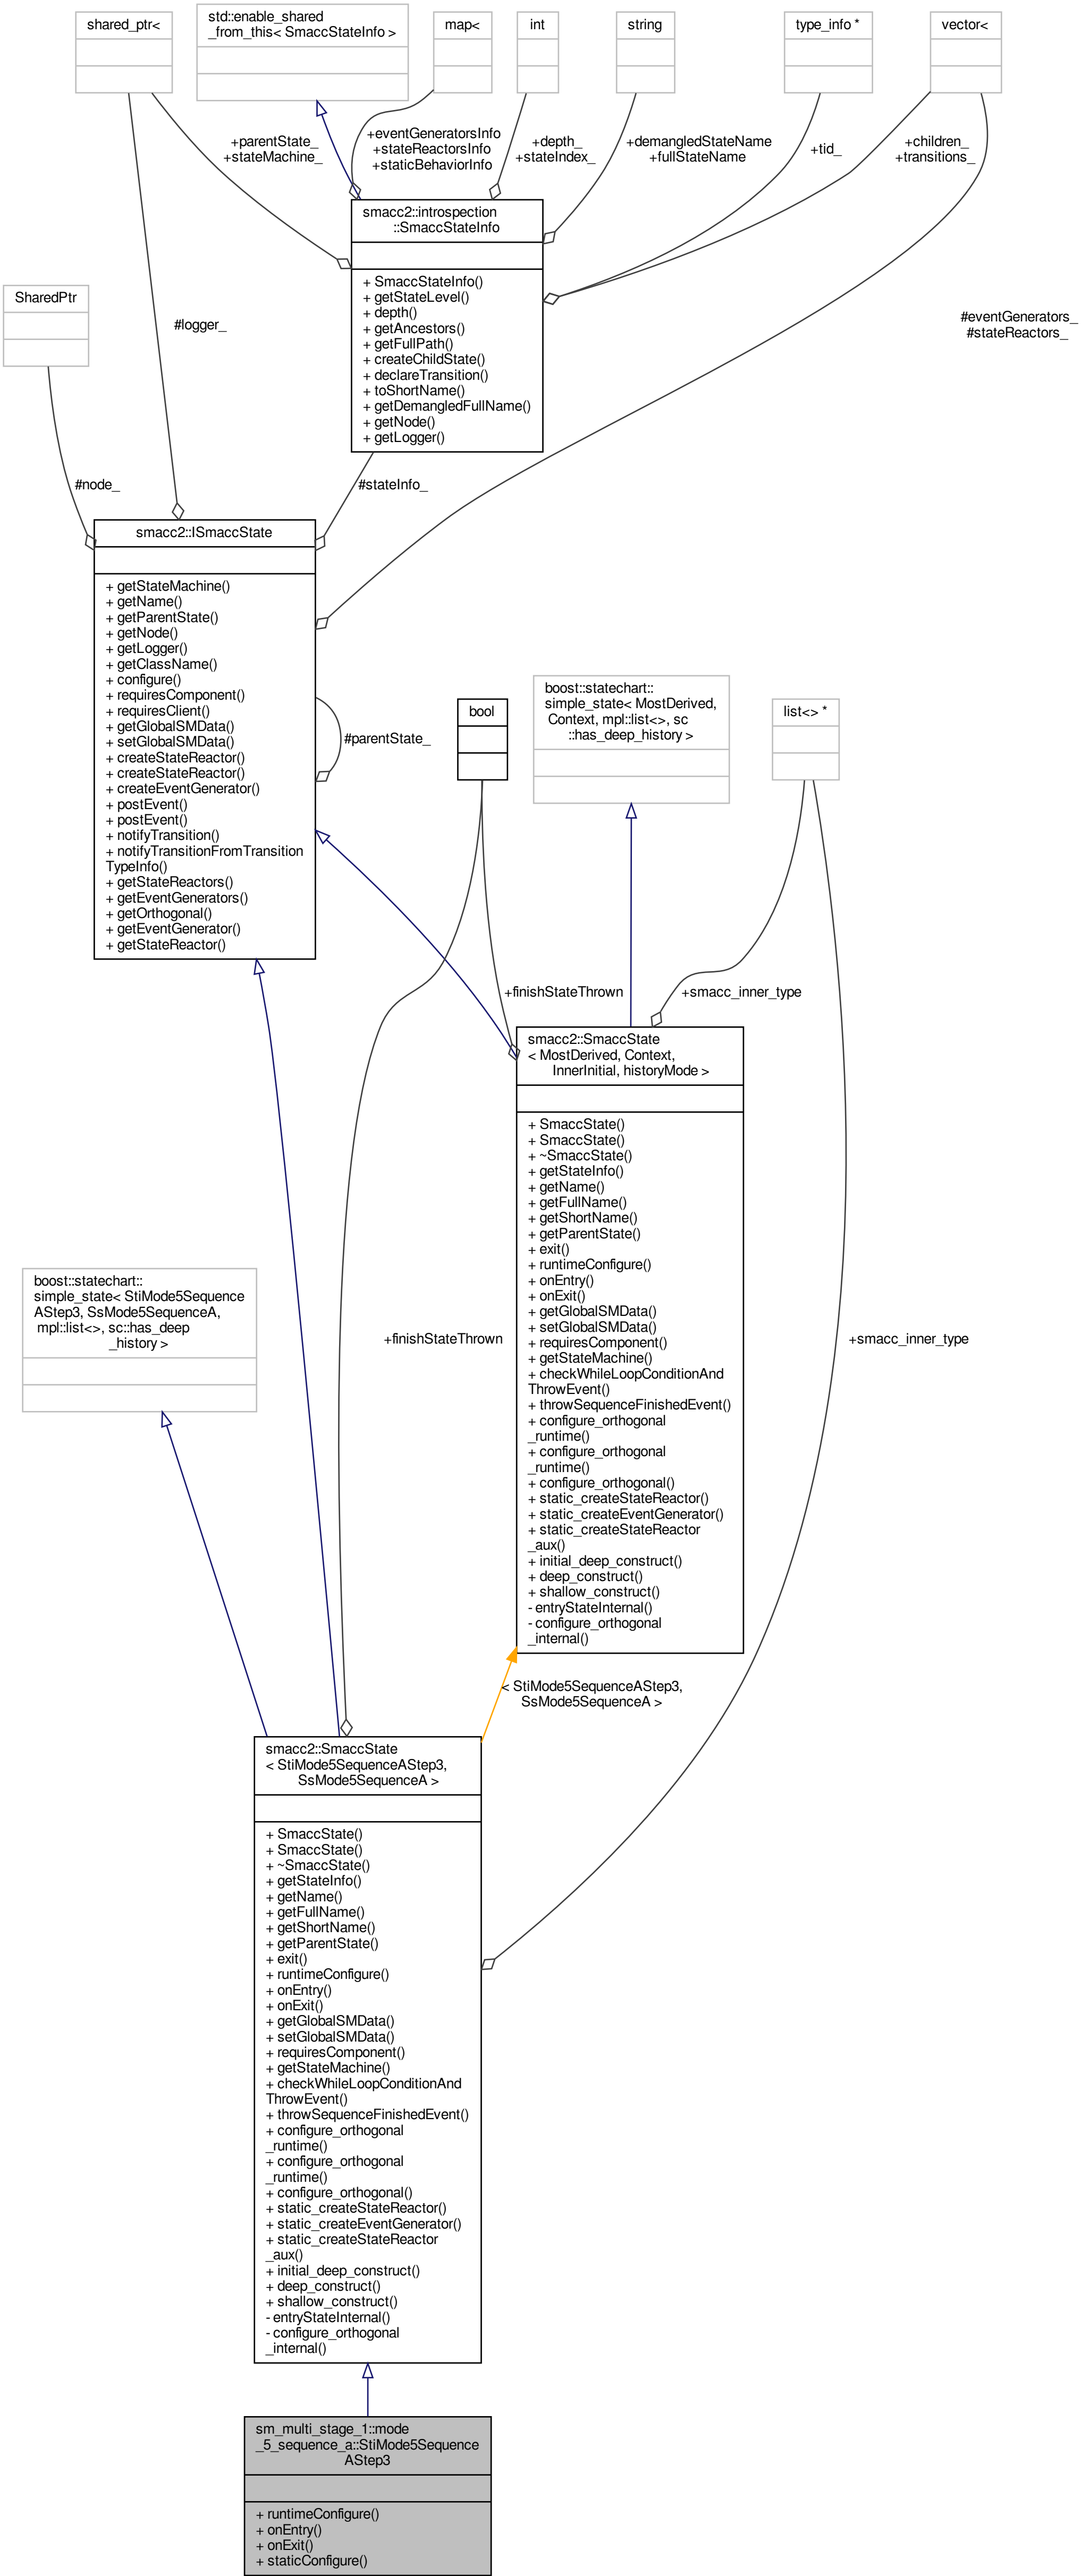 shared_ptr<
std::enable_shared
_from_this< SmaccStateInfo >
map<
int
string
type_info *
vector<
+parentState_
+stateMachine_
+eventGeneratorsInfo
+stateReactorsInfo
+staticBehaviorInfo
+depth_
+stateIndex_
+demangledStateName
+fullStateName
+tid_
+children_
+transitions_
smacc2::introspection
::SmaccStateInfo
+ SmaccStateInfo()
+ getStateLevel()
+ depth()
+ getAncestors()
+ getFullPath()
+ createChildState()
+ declareTransition()
+ toShortName()
+ getDemangledFullName()
+ getNode()
+ getLogger()
SharedPtr
#logger_
#eventGenerators_
#stateReactors_
#node_
#stateInfo_
smacc2::ISmaccState
+ getStateMachine()
+ getName()
+ getParentState()
+ getNode()
+ getLogger()
+ getClassName()
+ configure()
+ requiresComponent()
+ requiresClient()
+ getGlobalSMData()
+ setGlobalSMData()
+ createStateReactor()
+ createStateReactor()
+ createEventGenerator()
+ postEvent()
+ postEvent()
+ notifyTransition()
+ notifyTransitionFromTransition
TypeInfo()
+ getStateReactors()
+ getEventGenerators()
+ getOrthogonal()
+ getEventGenerator()
+ getStateReactor()
#parentState_
bool
boost::statechart::
simple_state< MostDerived,
Context, mpl::list<>, sc
::has_deep_history >
list<> *
+finishStateThrown
+smacc_inner_type
smacc2::SmaccState
< MostDerived, Context,
InnerInitial, historyMode >
+ SmaccState()
+ SmaccState()
+ ~SmaccState()
+ getStateInfo()
+ getName()
+ getFullName()
+ getShortName()
+ getParentState()
+ exit()
+ runtimeConfigure()
+ onEntry()
+ onExit()
+ getGlobalSMData()
+ setGlobalSMData()
+ requiresComponent()
+ getStateMachine()
+ checkWhileLoopConditionAnd
ThrowEvent()
+ throwSequenceFinishedEvent()
+ configure_orthogonal
_runtime()
+ configure_orthogonal
_runtime()
+ configure_orthogonal()
+ static_createStateReactor()
+ static_createEventGenerator()
+ static_createStateReactor
_aux()
+ initial_deep_construct()
+ deep_construct()
+ shallow_construct()
- entryStateInternal()
- configure_orthogonal
_internal()
boost::statechart::
simple_state< StiMode5Sequence
AStep3, SsMode5SequenceA,
mpl::list<>, sc::has_deep
_history >
+finishStateThrown
+smacc_inner_type
< StiMode5SequenceAStep3,
SsMode5SequenceA >
smacc2::SmaccState
< StiMode5SequenceAStep3,
SsMode5SequenceA >
+ SmaccState()
+ SmaccState()
+ ~SmaccState()
+ getStateInfo()
+ getName()
+ getFullName()
+ getShortName()
+ getParentState()
+ exit()
+ runtimeConfigure()
+ onEntry()
+ onExit()
+ getGlobalSMData()
+ setGlobalSMData()
+ requiresComponent()
+ getStateMachine()
+ checkWhileLoopConditionAnd
ThrowEvent()
+ throwSequenceFinishedEvent()
+ configure_orthogonal
_runtime()
+ configure_orthogonal
_runtime()
+ configure_orthogonal()
+ static_createStateReactor()
+ static_createEventGenerator()
+ static_createStateReactor
_aux()
+ initial_deep_construct()
+ deep_construct()
+ shallow_construct()
- entryStateInternal()
- configure_orthogonal
_internal()
sm_multi_stage_1::mode
_5_sequence_a::StiMode5Sequence
AStep3
+ runtimeConfigure()
+ onEntry()
+ onExit()
+ staticConfigure()